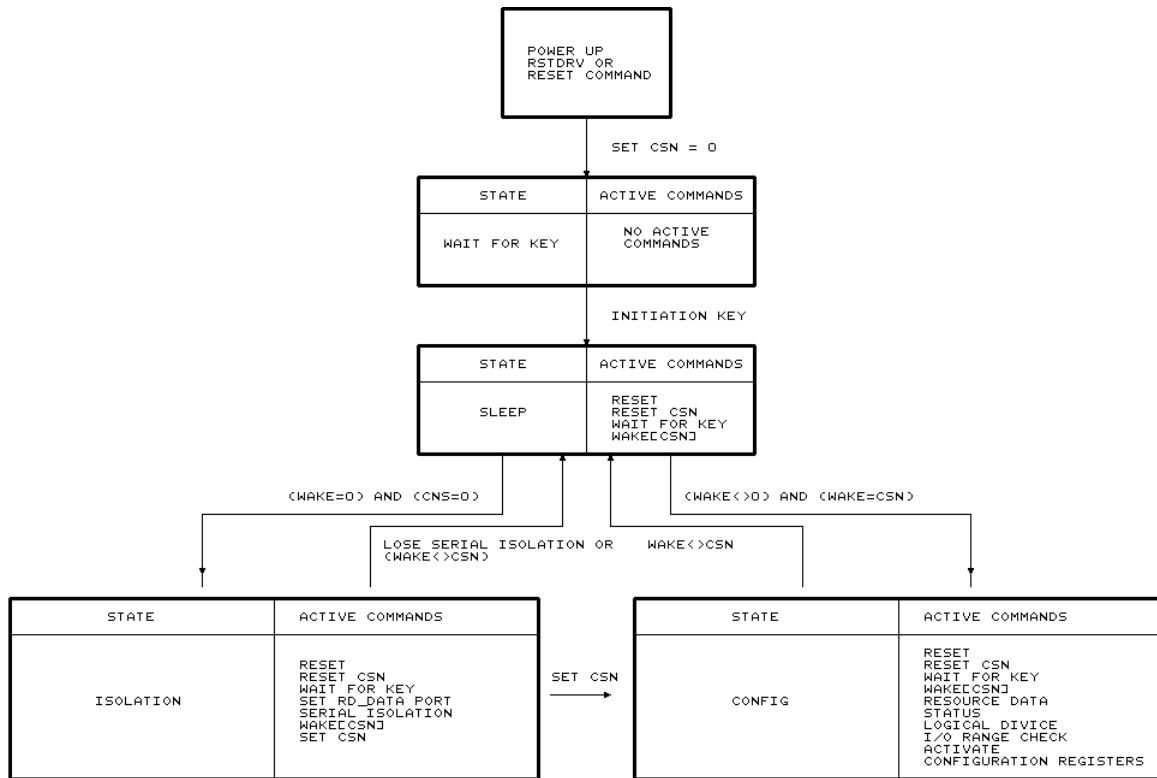 POWER UP
RSTDRV OR
RESET COMMAND
SET CSN = 0
STATE ACTIVE COMMANDS
WAIT FOR KEY
NO ACTIVE
COMMANDS
INITIATION KEY
STATE ACTIVE COMMANDS
SLEEP
RESET
RESET CSN
WAIT FOR KEY
WAKE[CSN]
(WAKE=0) AND (CNS=0)
(WAKE<>0) AND (WAKE=CSN)
LOSE SERIAL ISOLATION OR
(WAKE<>CSN)
WAKE<>CSN
STATE ACTIVE COMMANDS
ISOLATION
RESET
RESET CSN
WAIT FOR KEY
SET RD_DATA PORT
SERIAL ISOLATION
WAKE[CSN]
SET CSN
SET CSN
STATE ACTIVE COMMANDS
CONFIG
RESET
RESET CSN
WAIT FOR KEY
WAKE[CSN]
RESOURCE DATA
STATUS
LOGICAL DIVICE
I/O RANGE CHECK
ACTIVATE
CONFIGURATION REGISTERS